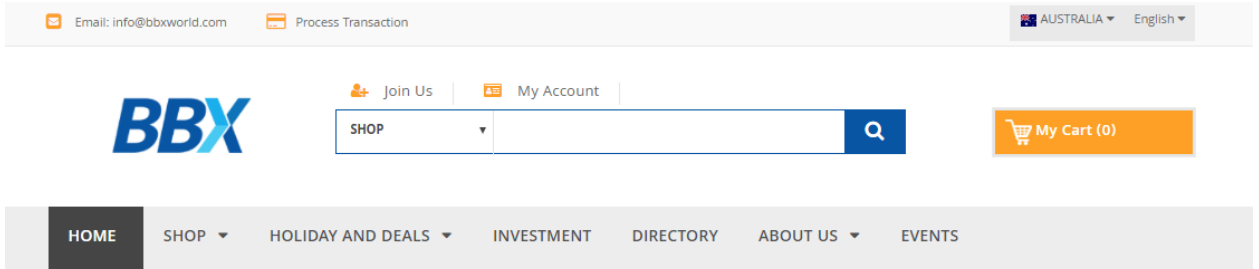 Email: info@bbxworld.com Process Transaction AUSTRALIA English
Join Us My Account
BBX
SHOP
My Cart (0)
HOME SHOP HOLIDAY AND DEALS INVESTMENT DIRECTORY ABOUT US EVENTS